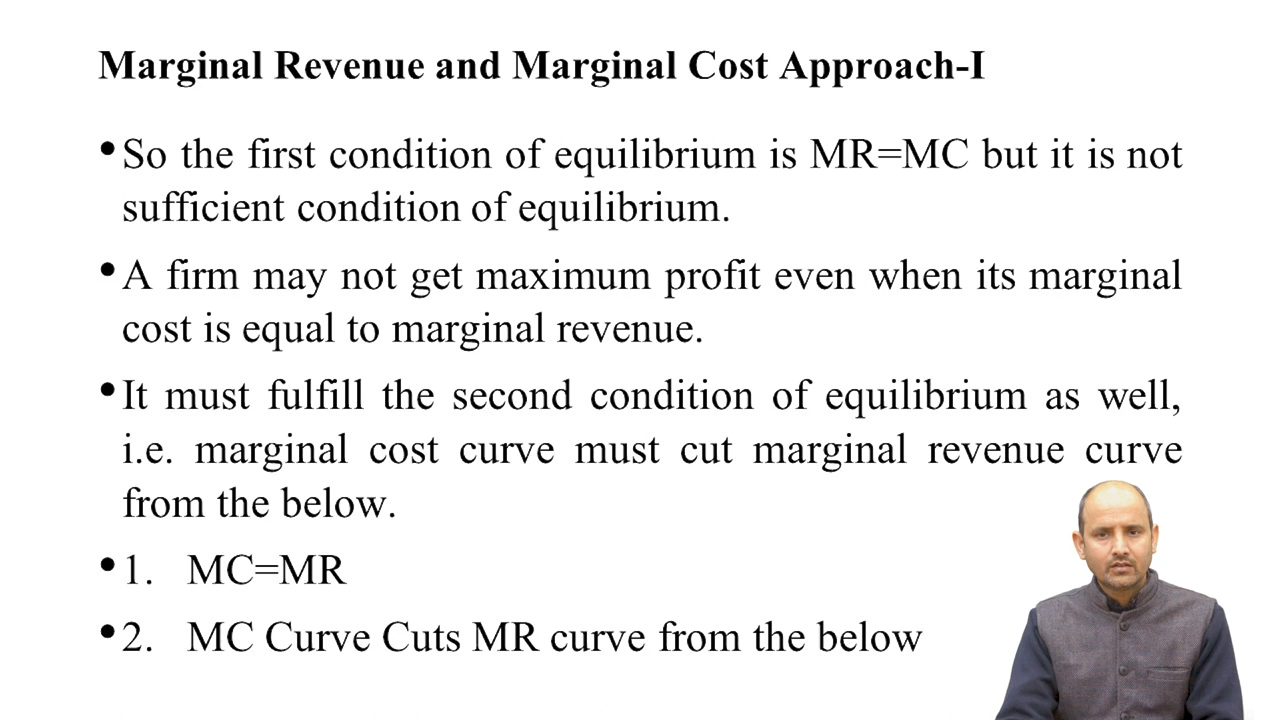 Marginal Revenue and Marginal Cost Approach-I
•So the first condition of equilibrium is MR=MC but it is not
sufficient condition of equilibrium.
•A firm may not get maximum profit even when its marginal
cost is equal to marginal revenue.
•It must fulfill the second condition of equilibrium as well,
i.e. marginal cost curve must cut marginal revenue curve
from the below.
•1. MC=MR
•2. MC Curve Cuts MR curve from the below